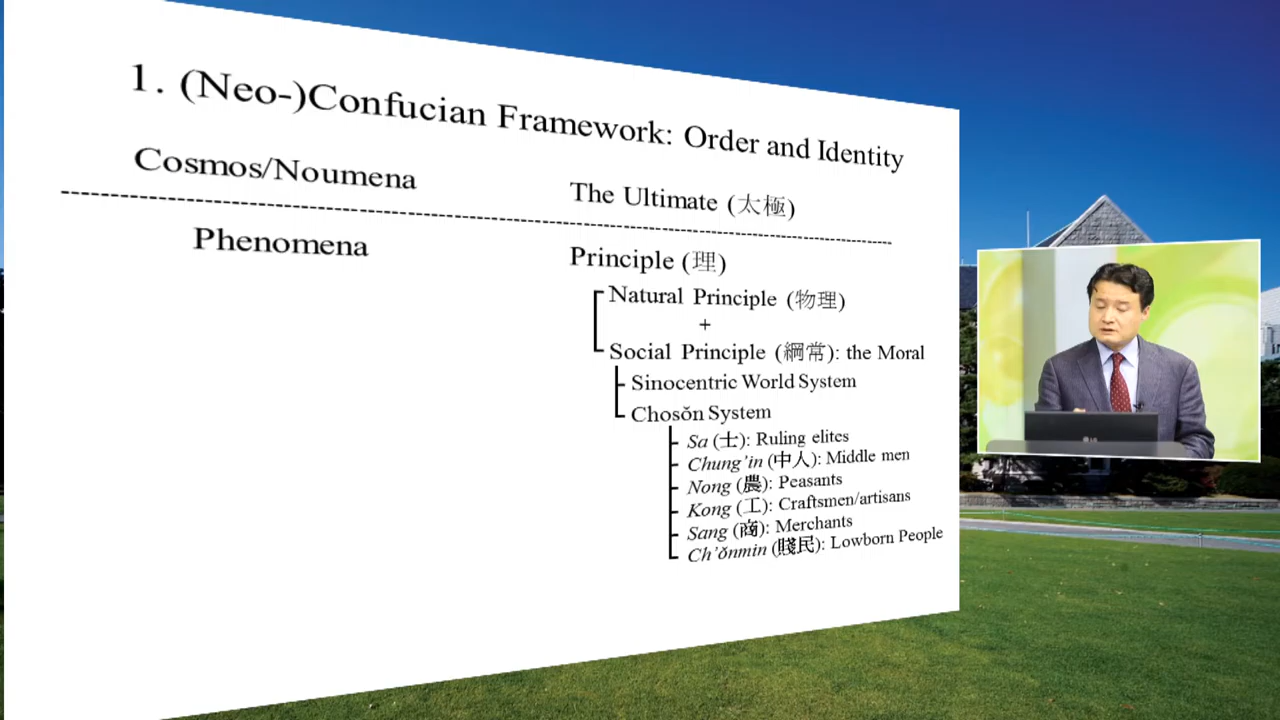 1. (Neo-)Confucian Framework: Order and Identity
Cosmos/Noumena
The Ultimate (太極)
Phenomena
Principle (理)
Natural Principle (物理)
+
Social Principle (綱常): the Moral
Sinocentric World System
Chosŏn System
Sa (士): Ruling elites
Chung’in (中人): Middle men
Nong (農): Peasants
Kong (工): Craftsmen/artisans
Sang (商): Merchants
Ch’ŏnmin (賤民): Lowborn People
LG